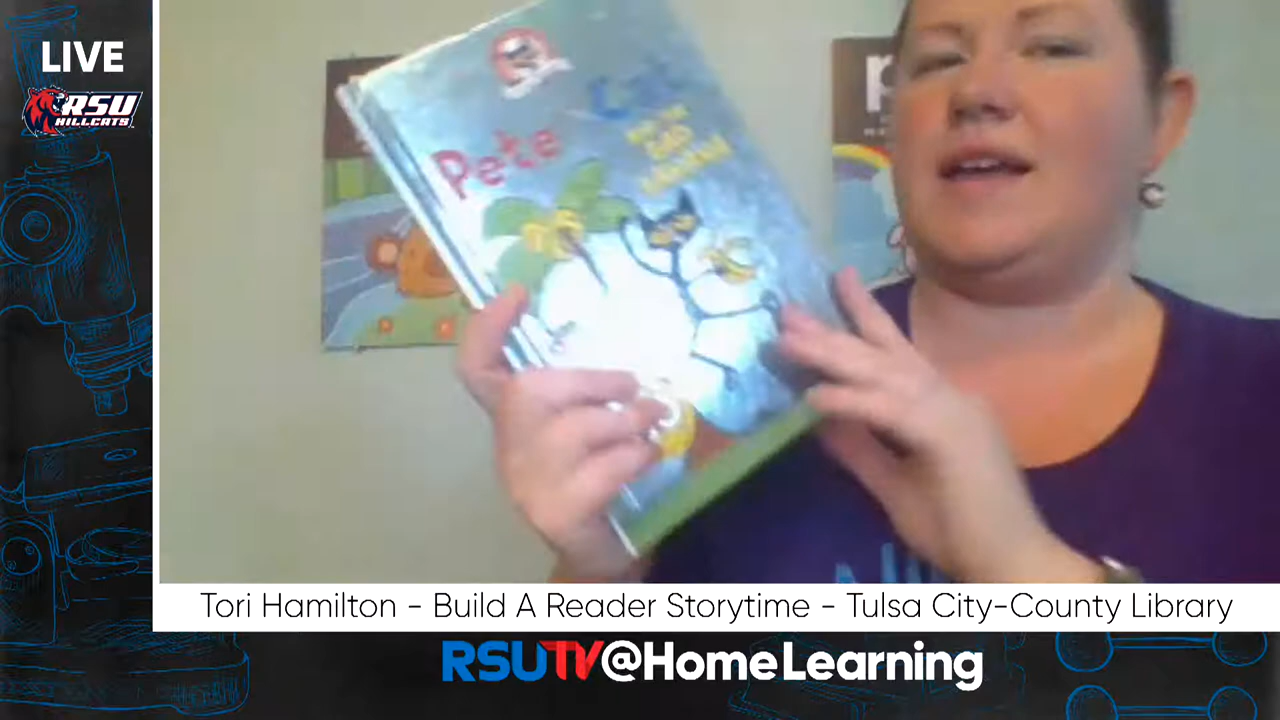 LIVE
RSU
HILLCATS
Pete
Tori Hamilton - Build A Reader Storytime - Tulsa City-County Library
RSUTV@HomeLearning